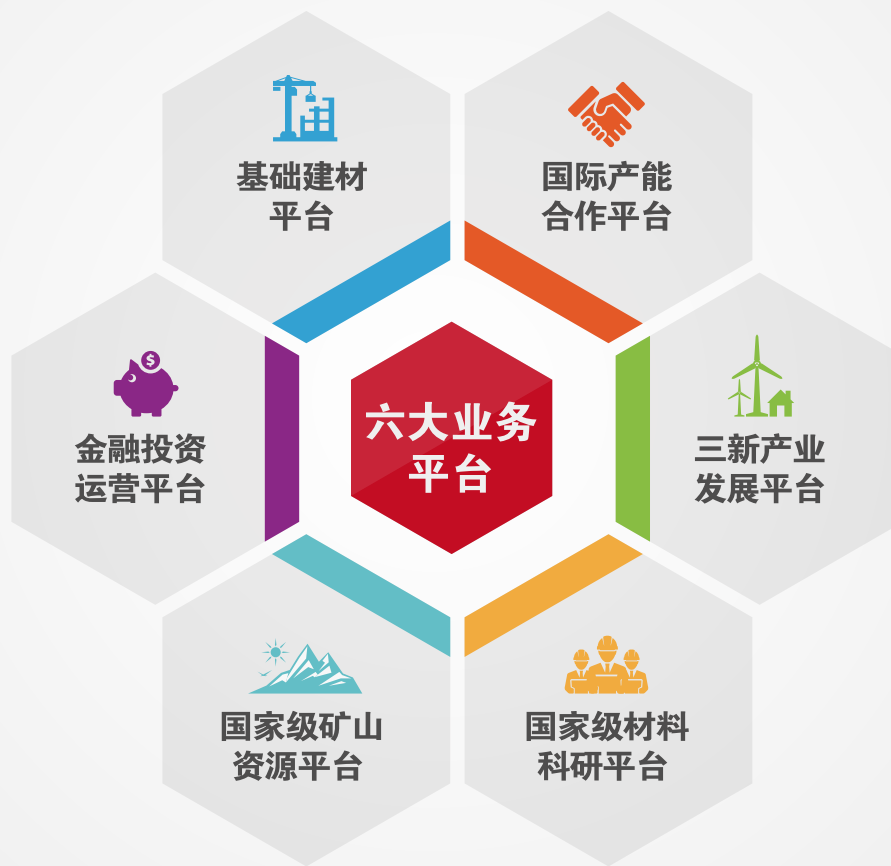 基础建材
平台
国际产能
合作平台
金融投资
运营平台
六大业务
平台
三新产业
发展平台
国家级矿山
资源平台
国家级材料
科研平台
$